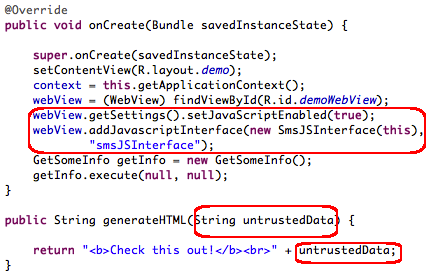 @Override
public void onCreate(Bundle savedInstanceState) {
super.onCreate(savedInstanceState);
setContentView(R.layout.demo);
context = this.getApplicationContext();
webView = (WebView) findViewById(R.id.demoWebView);
webView.getSettings().setJavaScriptEnabled(true);
webView.addJavascriptInterface(new SmsJSInterface(this),
"smsJSInterface");
GetSomeInfo getInfo = new GetSomeInfo();
getInfo.execute(null, null);
}
public String generateHTML(String untrustedData) {
return "<b>Check this out!</b><br>" + untrustedData;
}